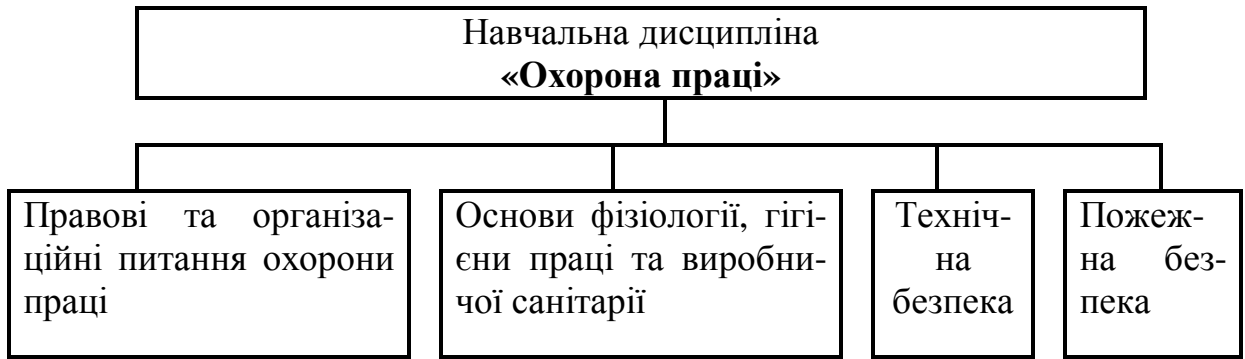 Навчальна дисципліна
«Охорона праці»
Правові та організа-
ційні питання охорони
праці
Основи фізіології, гігі-
єни праці та виробни-
чої санітарії
Техніч-
на
безпека
Пожеж-
на без-
пека